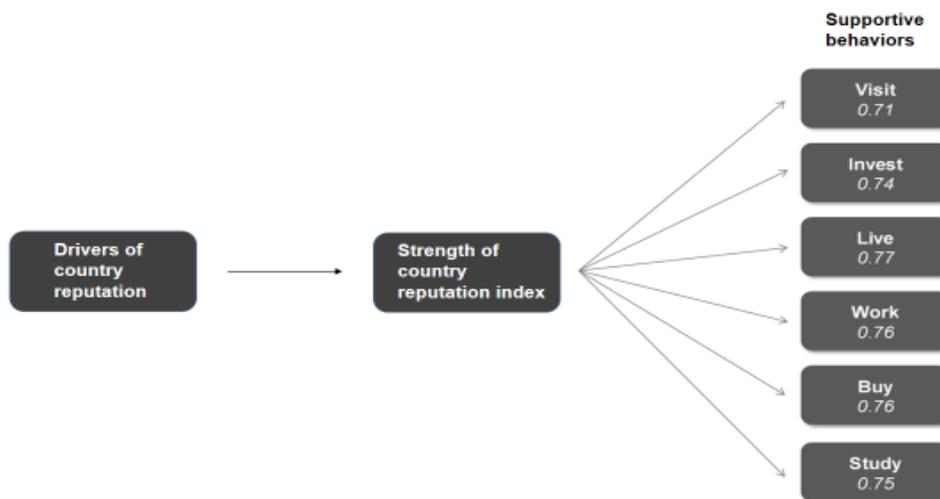 Supportive
behaviors
Visit
0.71
Invest
0.74
Live
0.77
Drivers of
country
reputation
Strength of
country
reputation index
Work
0.76
Buy
0.76
Study
0.75